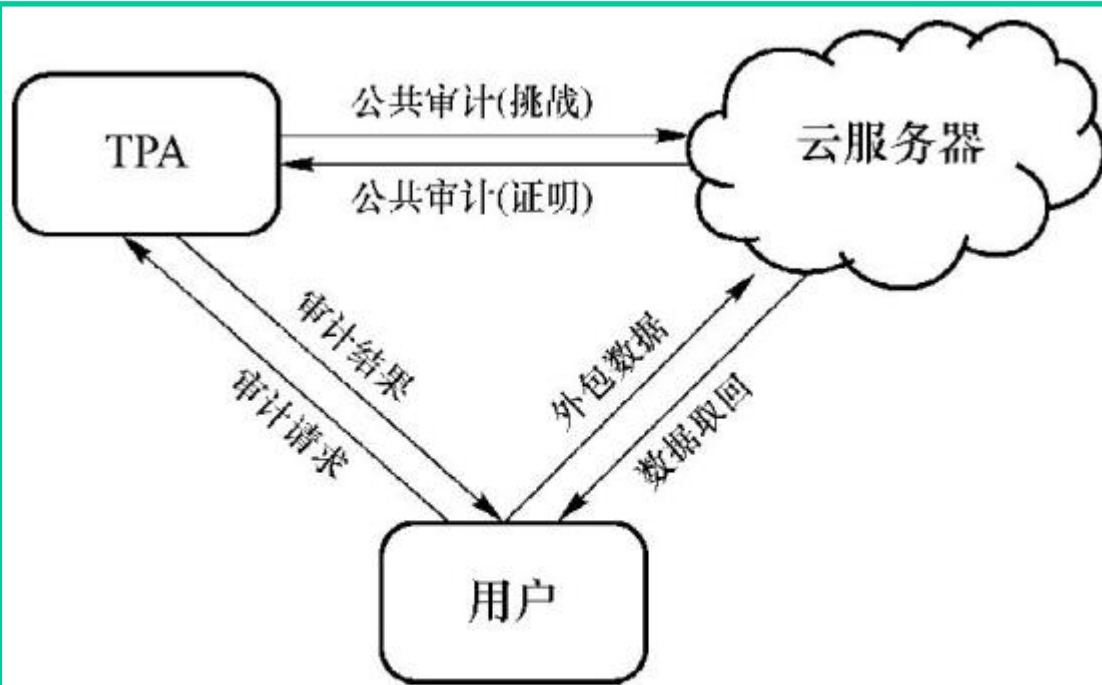 公共审计(挑战)
TPA
云服务器
公共审计(证明)
审计结果
审计请求
外包数据
数据取回
用户